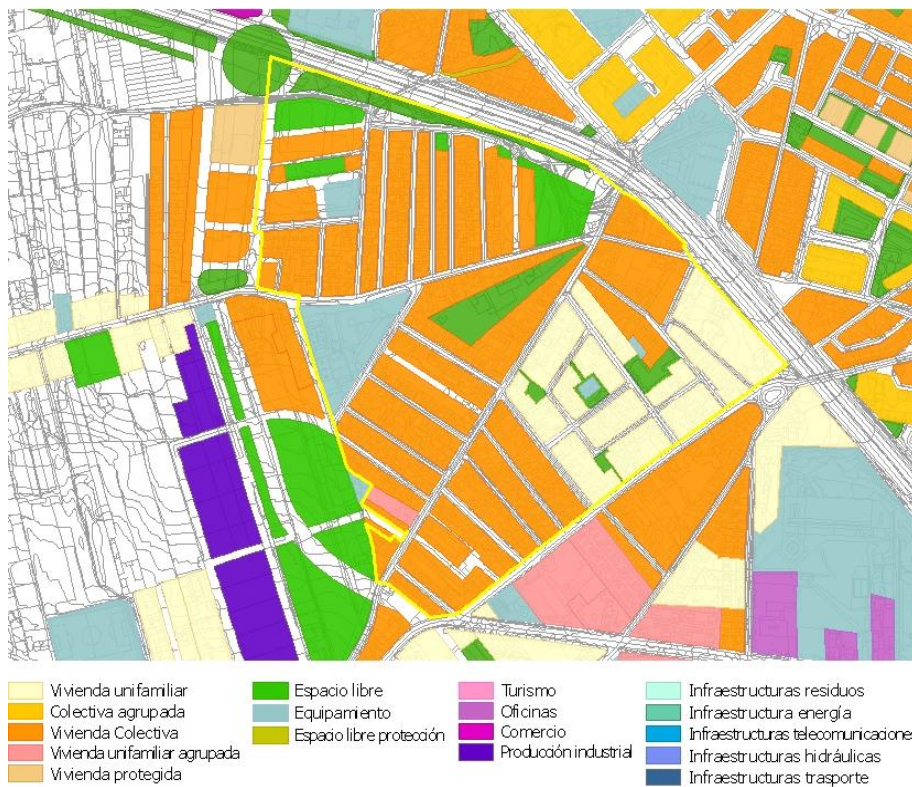 Vivienda unifamiliar
Colectiva agrupada
Vivienda Colectiva
Vivienda unifamiliar agrupada
Vivienda protegida
Espacio libre
Equipamiento
Espacio libre protección
Turismo
Oficinas
Comercio
Producción industrial
Infraestructuras residuos
Infraestructura energía
Infraestructuras telecomunicacione
Infraestructuras hidráulicas
Infraestructuras trasporte